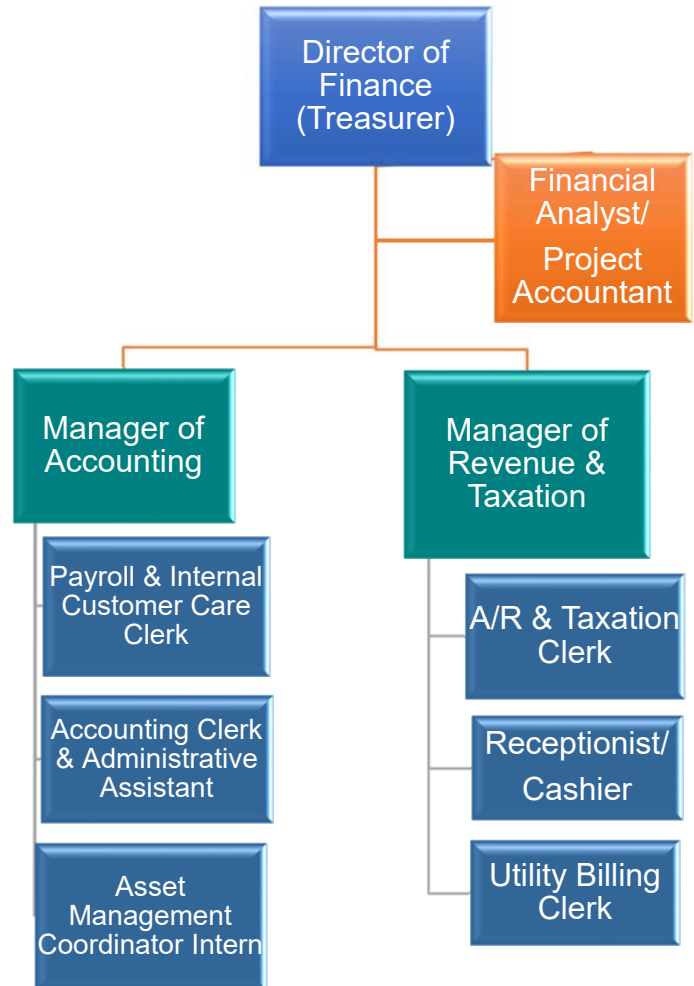 Director of
Finance
(Treasurer)
Financial
Analyst/
Project
Accountant
Manager of
Accounting
Manager of
Revenue &
Taxation
Payroll & Internal
Customer Care
Clerk
Accounting Clerk
& Administrative
Assistant
Asset
Management
Coordinator Intern
A/R & Taxation
Clerk
Receptionist/
Cashier
Utility Billing
Clerk